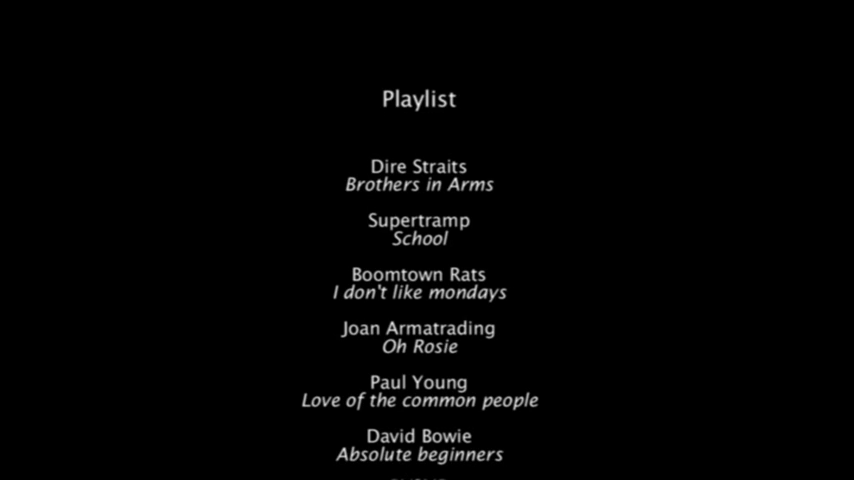 Playlist
Dire Straits
Brothers in Arms
Supertramp
School
Boomtown Rats
I don't like mondays
Joan Armatrading
Oh Rosie
Paul Young
Love of the common people
David Bowie
Absolute beginners